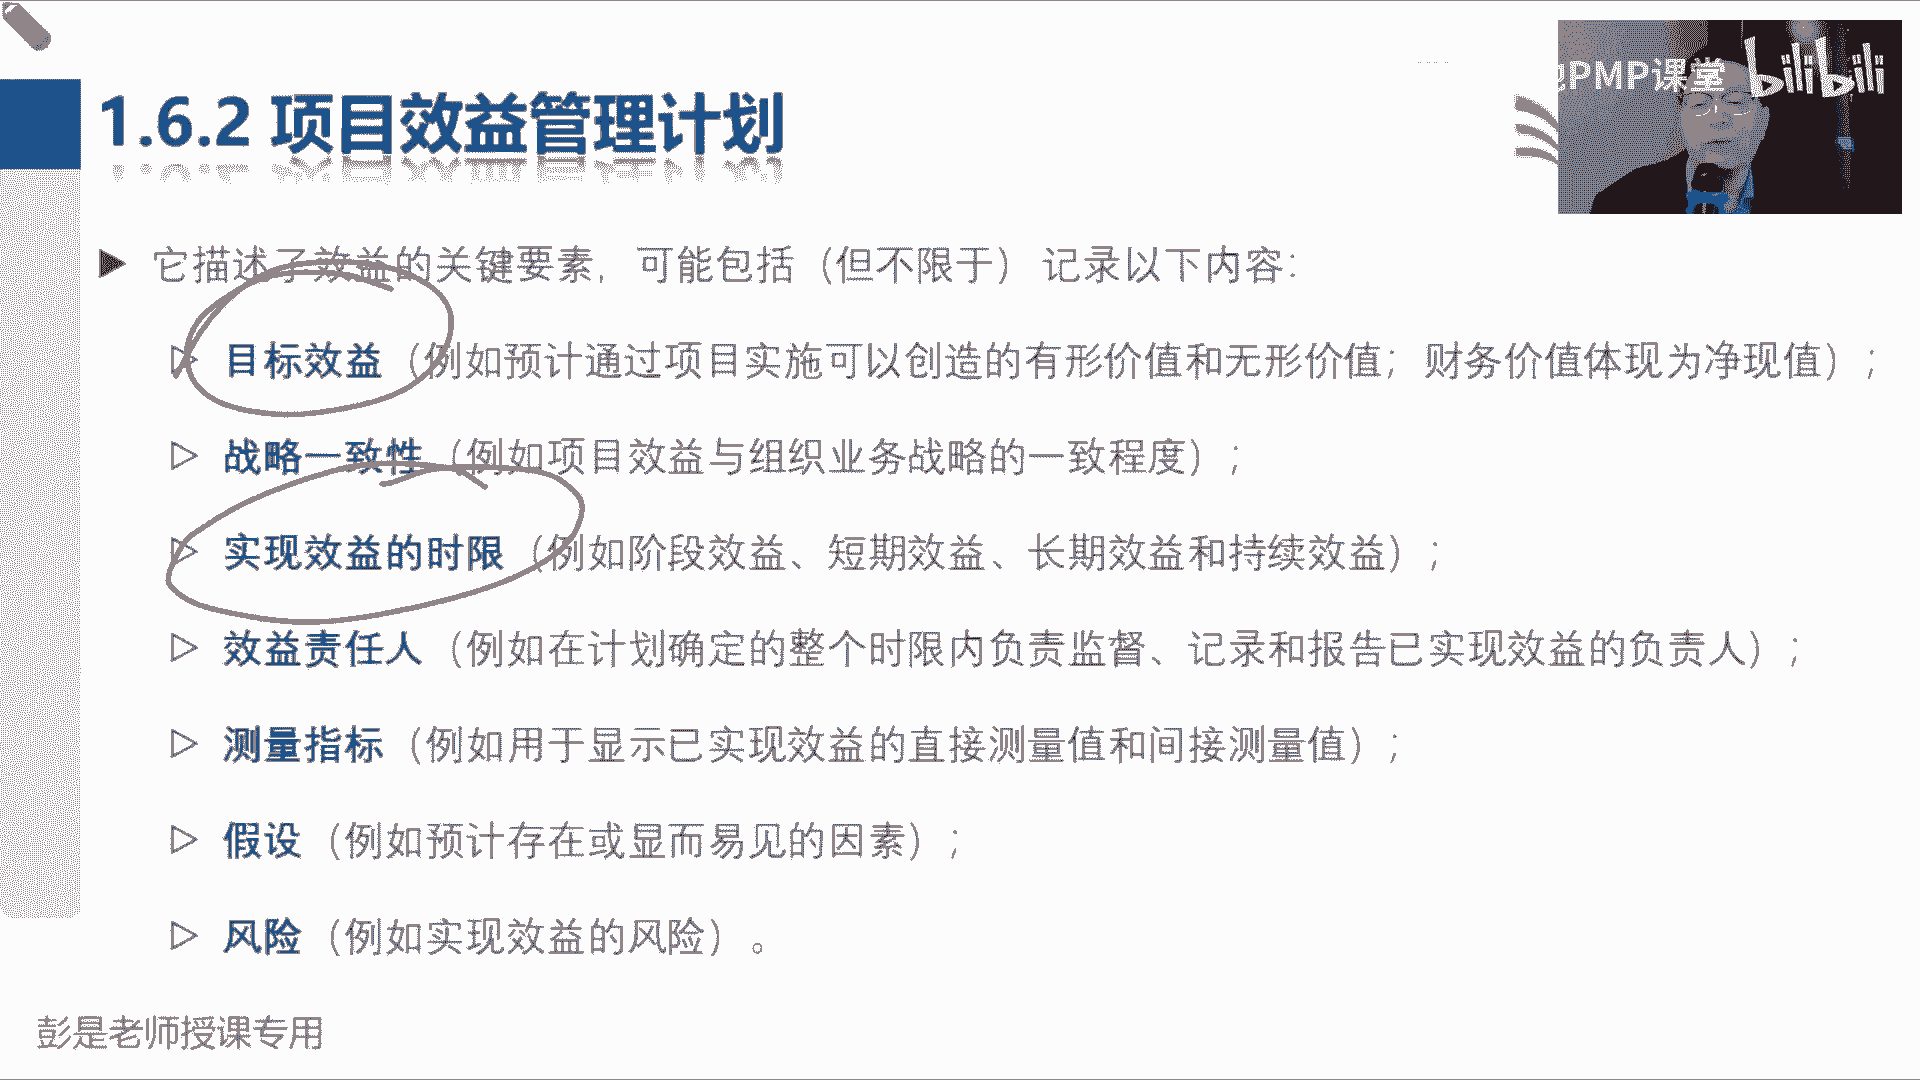 PMP课堂
bilibili
1.6.2 项目效益管理计划
它描述了效益的关键要素，可能包括（但不限于）记录以下内容：
目标效益（例如预计通过项目实施可以创造的有形价值和无形价值；财务价值体现为净现值）；
战略一致性（例如项目效益与组织业务战略的一致程度）；
实现效益的时限（例如阶段效益、短期效益、长期效益和持续效益）；
效益责任人（例如在计划确定的整个时限内负责监督、记录和报告已实现效益的负责人）；
测量指标（例如用于显示已实现效益的直接测量值和间接测量值）；
假设（例如预计存在或显而易见的因素）；
风险（例如实现效益的风险）。
彭是老师授课专用